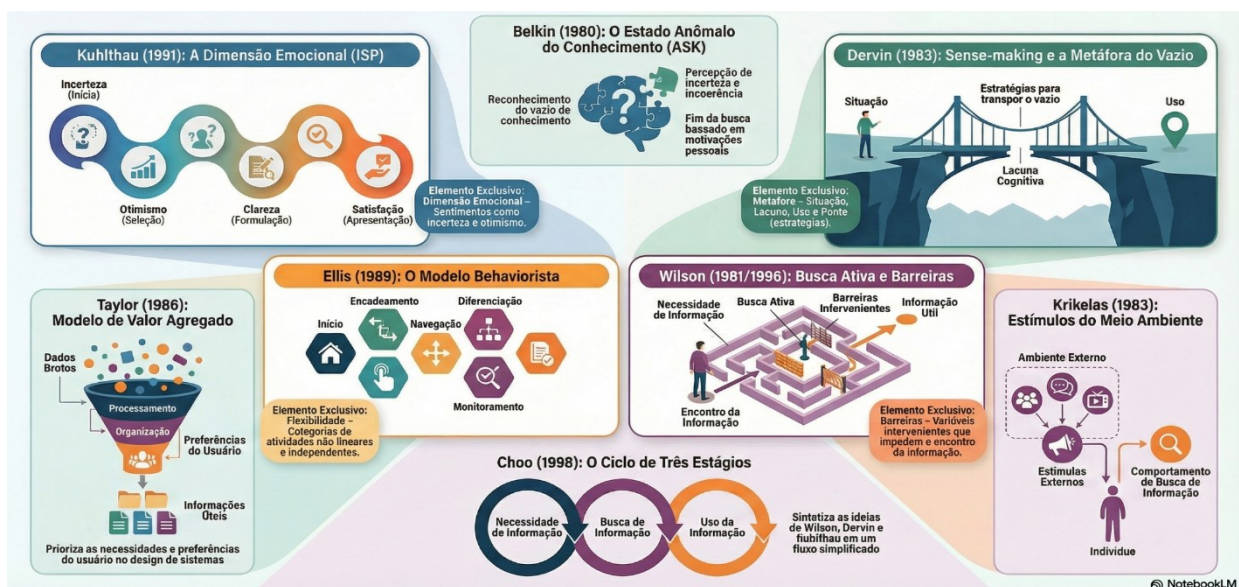 Kuhlthau (1991): A Dimensão Emocional (ISP)
Incerteza
(Inícia)
Otimismo
(Seleção)
Clareza
(Formulação)
Satisfação
(Apresentação)
Elemento Exclusivo:
Dimensão Emocional –
Sentimentos como
incerteza e otimismo.
Belkin (1980): O Estado Anômalo
do Conhecimento (ASK)
Reconhecimento
do vazio de
conhecimento
Percepção de
incerteza e
incoerência
Fim da busca
bassado em
motivações
pessoais
Dervin (1983): Sense-making e a Metáfora do Vazio
Situação
Estratégias para
transpor o vazio
Uso
Lacuna
Cognitiva
Elemento Exclusivo:
Metafore – Situação,
Lacuno, Uso e Ponte
(estrategias).
Taylor (1986):
Modelo de Valor Agregado
Dados
Brotos
Processamento
Organização
Preferências
do Usuário
Informações
Úteis
Prioriza as necessidades e preferências
do usuário no design de sistemas
Ellis (1989): O Modelo Behaviorista
Início
Encadeamento
Navegação
Diferenciação
Monitoramento
Elemento Exclusivo:
Flexibilidade –
Cotegorias de
atividades não lineares
e independentes.
Wilson (1981/1996): Busca Ativa e Barreiras
Necessidade
de Informação
Busca Ativa
Barreiras
Intervenientes
Informação
Util
Encontro da
Informação
Elemento Exclusivo:
Barreiras – Variáveis
intervenientes que
impedem e encontro
da informação.
Krikelas (1983):
Estímulos do Meio Ambiente
Ambiente Externo
Estimulas
Externos
Comportamento
de Busca de
Informação
Individue
Choo (1998): O Ciclo de Três Estágios
Necessidade
de Informação
Busca de
Informação
Uso da
Informação
Sintetiza as ideias
de Wilson, Dervin e
em um
fluxo simplificado
NotebookLM